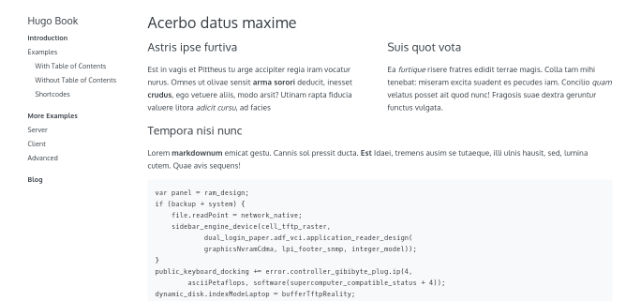 Hugo Book
Introduction
Examples
With Table of Contents
Without Table of Contents
Shortcodes
More Examples
Server
Client
Advanced
Blog
Acerbo datus maxime
Astris ipse furtiva
Est in vagis et Pittheus tu arge accipiter regia iram vocatur
nurus. Omnes ut olivae sensit arma sorori deducit, inesset
crudus, ego vetuere aliis, modo arsit? Utinam rapta fiducia
valuere litora adicit cursu, ad facies
Suis quot vota
Ea furtique risere fratres edidit terrae magis. Colla tam mihi
tenebat: miseram excita suadent es pecudes iam. Concilio quam
velatus posset ait quod nunc! Fragosis suae dextra geruntur
functus vulgata.
Tempora nisi nunc
Lorem markdownum emicat gestu. Cannis sol pressit ducta. Est Idaei, tremens ausim se tutaeque, illi ulnis hausit, sed, lumina
cutem. Quae avis sequens!
var panel = ram_design;
if (backup + system) {
file.readPoint = network_native;
sidebar_engine_device(cell_tftp_raster,
dual_login_paper.adf_vci.application_reader_design(
graphicsNvramCdma, lpi_footer_snmp, integer_model));
}
public_keyboard_docking += error.controller_gibibyte_plug.ip(4,
asciiPetaflops, software(supercomputer_compatible_status + 4));
dynamic_disk.indexModeLaptop = bufferTftpReality;